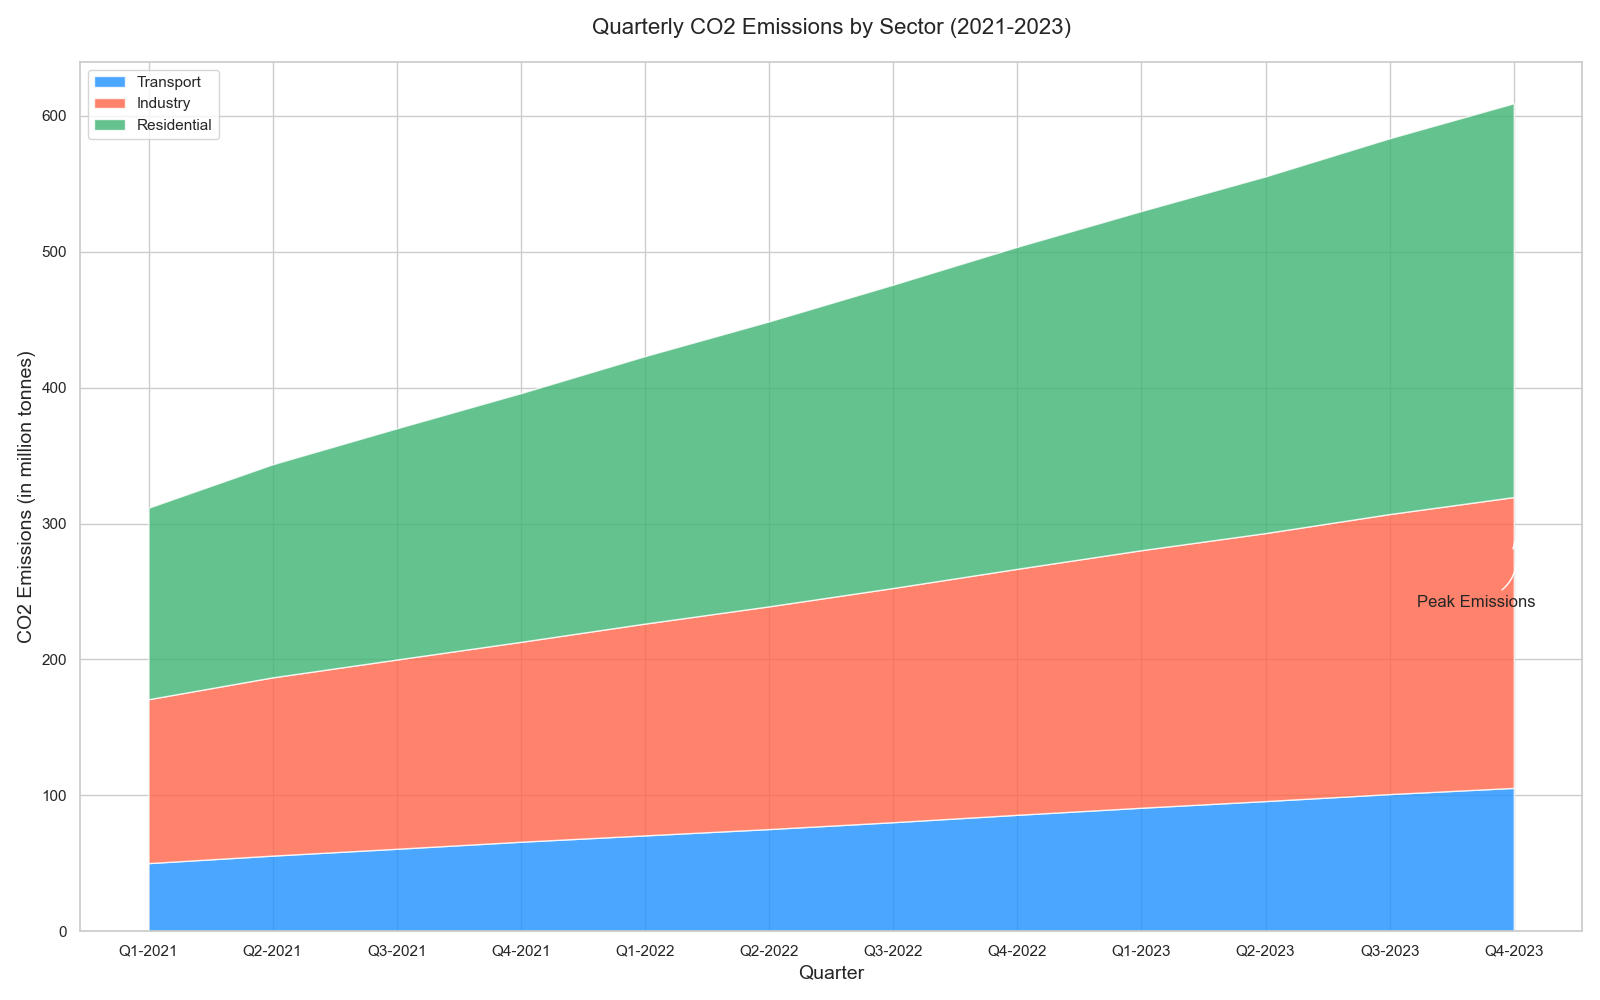 Quarterly CO2 Emissions by Sector (2021-2023)
Transport
Industry
Residential
600
500
400
300
200
100
0
CO2 Emissions (in million tonnes)
Peak Emissions
Q1-2021 Q2-2021 Q3-2021 Q4-2021 Q1-2022 Q2-2022 Q3-2022 Q4-2022 Q1-2023 Q2-2023 Q3-2023 Q4-2023
Quarter